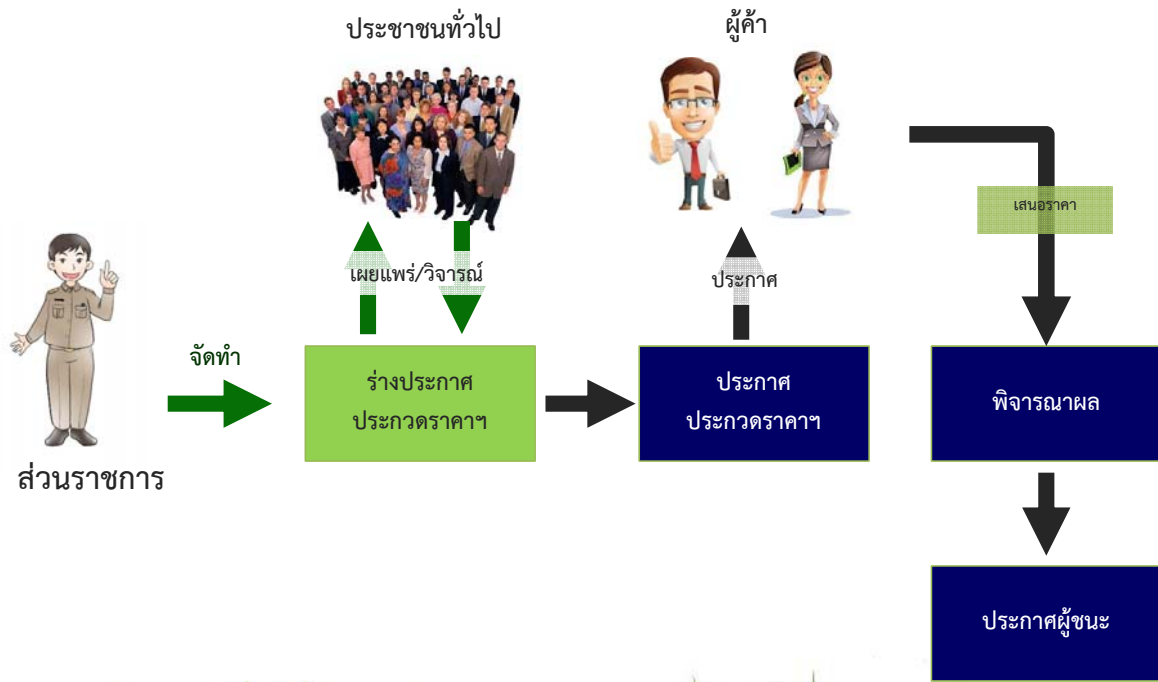 ประชาชนทั่วไป
ผู้ค้า
เสนอราคา
เผยแพร่/วิจารณ์
ประกาศ
จัดทำ
ร่างประกาศ
ประกวดราคาฯ
ประกาศ
ประกวดราคาฯ
พิจารณาผล
ส่วนราชการ
ประกาศผู้ชนะ